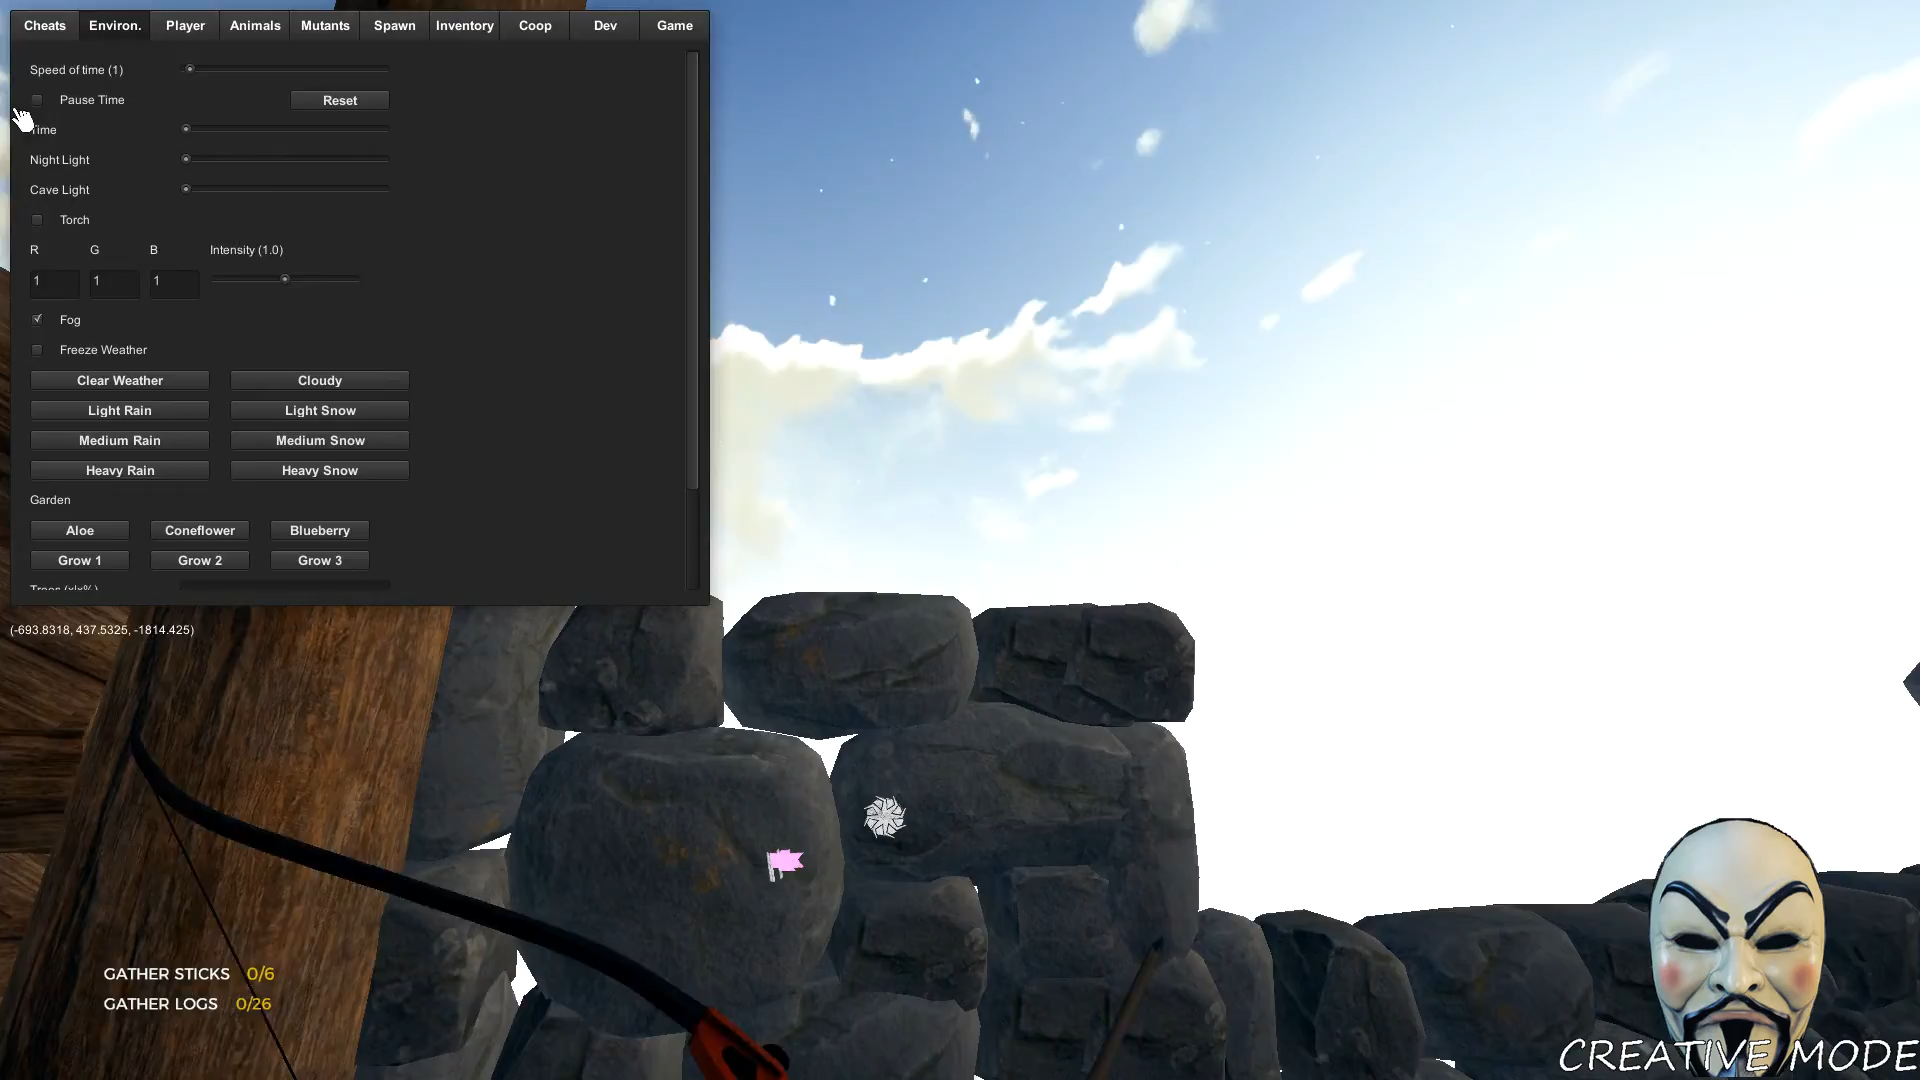 Cheats Environ. Player Animals Mutants Spawn Inventory Coop Dev Game
Speed of time (1)
Pause Time Reset
Time
Night Light
Cave Light
Torch
R G B Intensity (1.0)
1 1 1
Fog
Freeze Weather
Clear Weather Cloudy
Light Rain Light Snow
Medium Rain Medium Snow
Heavy Rain Heavy Snow
Garden
Aloe Coneflower Blueberry
Grow 1 Grow 2 Grow 3
Trees (x|x%)
(-693.8318, 437.5325, -1814.425)
GATHER STICKS 0/6
GATHER LOGS 0/26
CREATIVE MODE